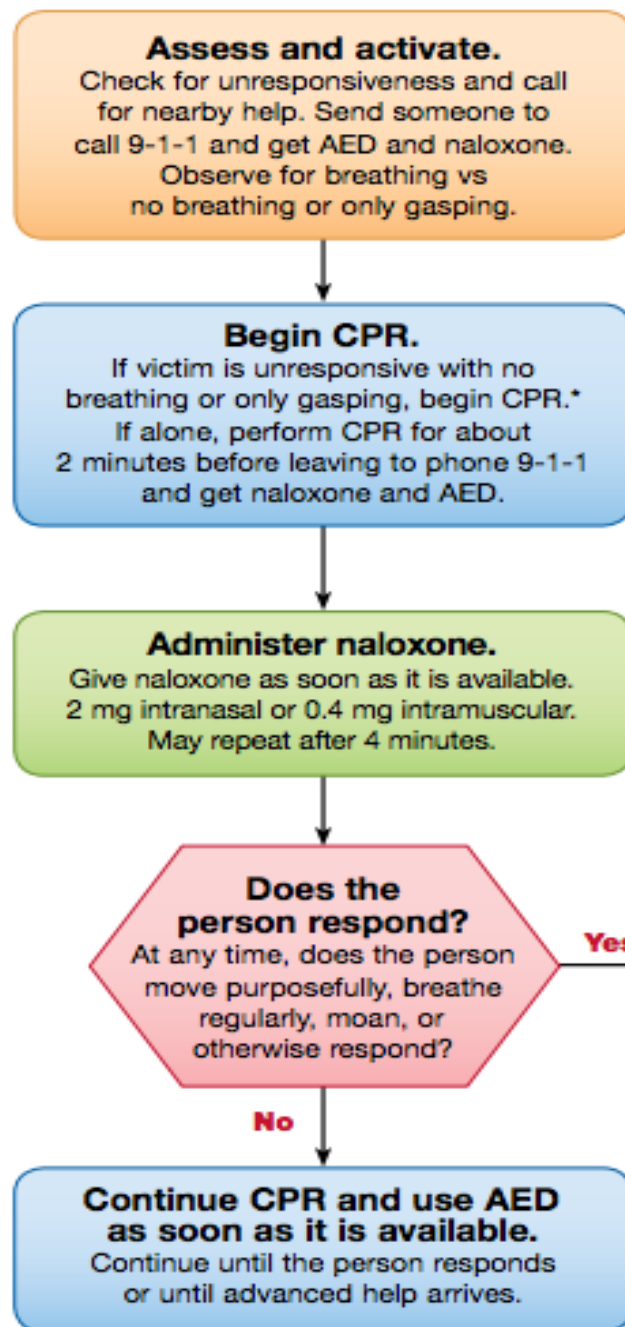 Assess and activate.
Check for unresponsiveness and call
for nearby help. Send someone to
call 9-1-1 and get AED and naloxone.
Observe for breathing vs
no breathing or only gasping.
Begin CPR.
If victim is unresponsive with no
breathing or only gasping, begin CPR.*
If alone, perform CPR for about
2 minutes before leaving to phone 9-1-1
and get naloxone and AED.
Administer naloxone.
Give naloxone as soon as it is available.
2 mg intranasal or 0.4 mg intramuscular.
May repeat after 4 minutes.
Does the
person respond?
At any time, does the person
move purposefully, breathe
regularly, moan, or
otherwise respond?
Yes
No
Continue CPR and use AED
as soon as it is available.
Continue until the person responds
or until advanced help arrives.